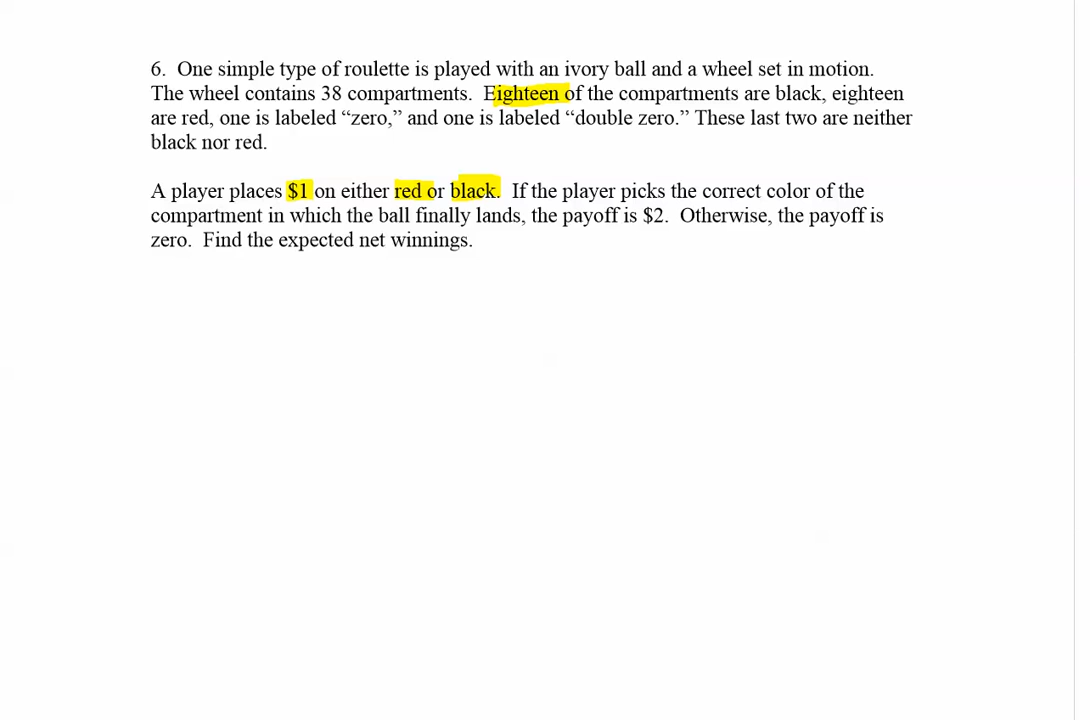 6. One simple type of roulette is played with an ivory ball and a wheel set in motion.
The wheel contains 38 compartments. Eighteen of the compartments are black, eighteen
are red, one is labeled “zero,” and one is labeled “double zero.” These last two are neither
black nor red.
A player places $1 on either red or black. If the player picks the correct color of the
compartment in which the ball finally lands, the payoff is $2. Otherwise, the payoff is
zero. Find the expected net winnings.